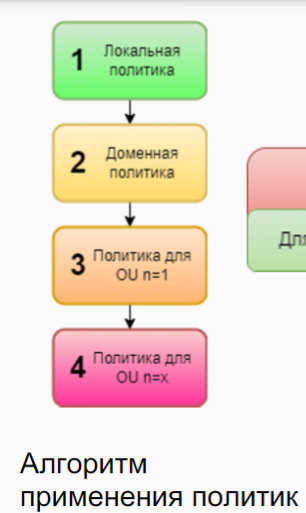 1
Локальная
политика
2
Доменная
политика
3
Политика для
OU n=1
4
Политика для
OU n=x
Для
Алгоритм
применения политик